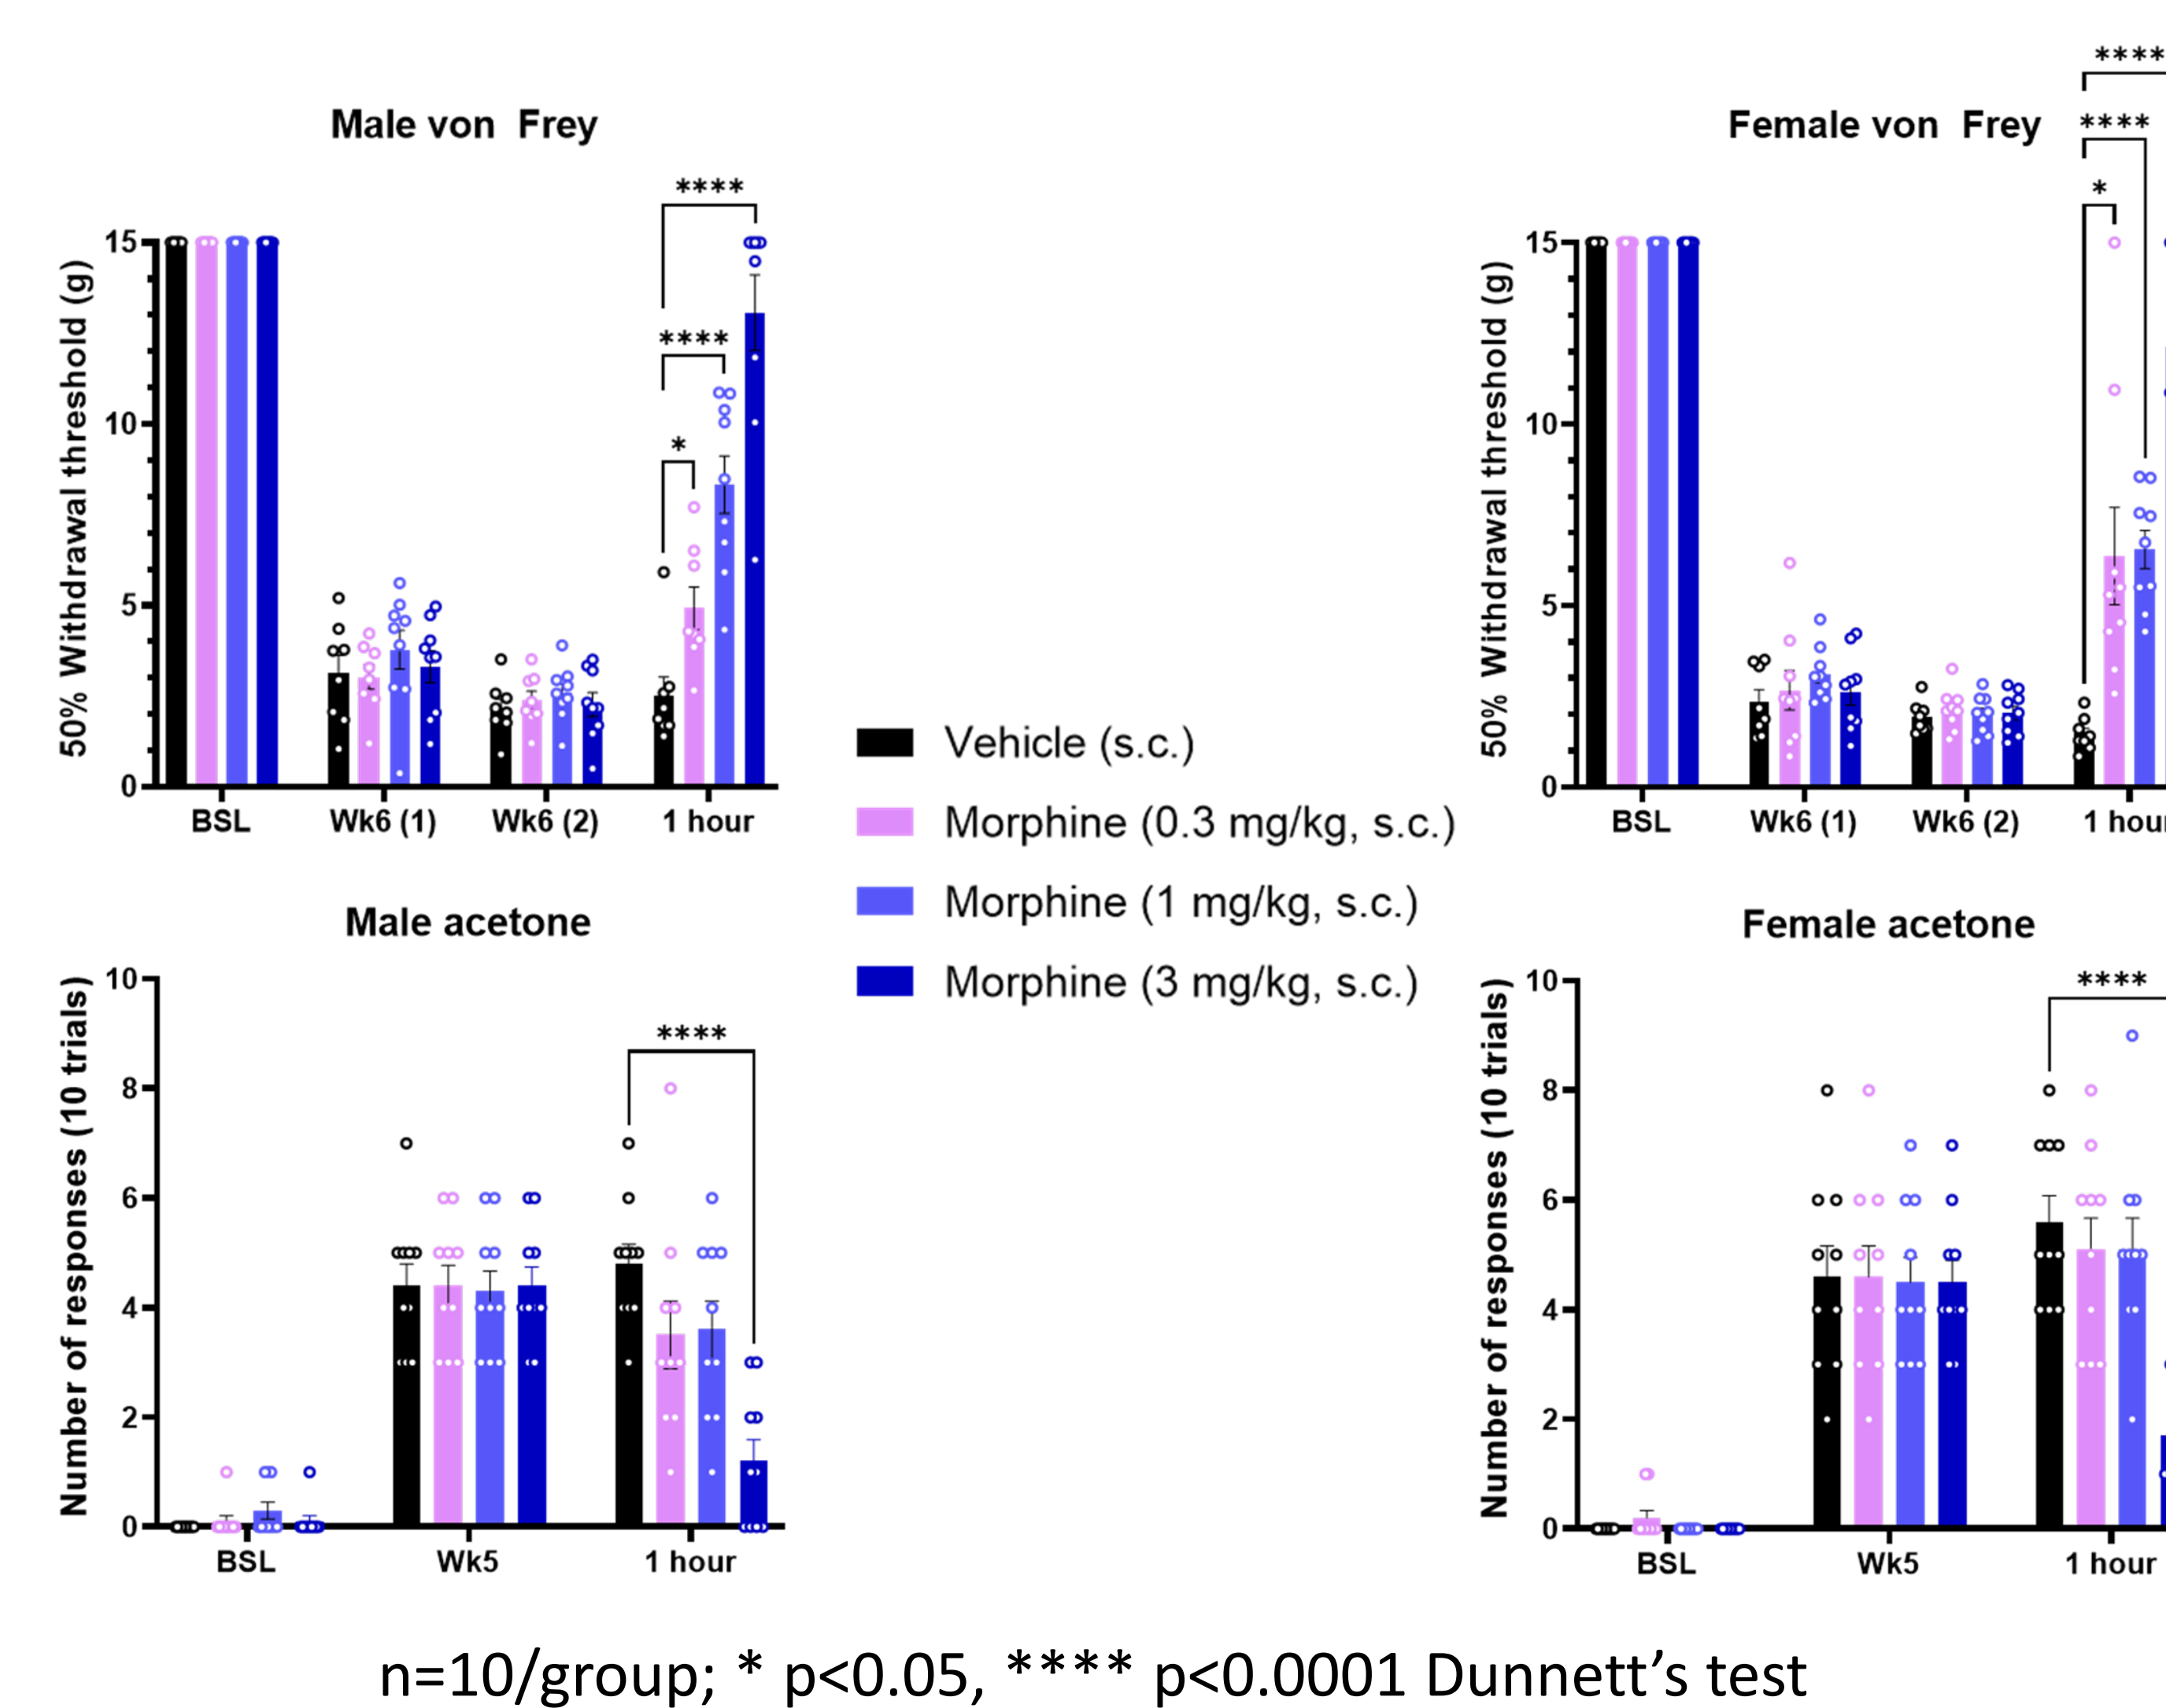 Male von Frey
****
****
*
50% Withdrawal threshold (g)
15
10
5
0
BSL Wk6 (1) Wk6 (2) 1 hour
Female von Frey
****
****
*
50% Withdrawal threshold (g)
15
10
5
0
BSL Wk6 (1) Wk6 (2) 1 hour
Vehicle (s.c.)
Morphine (0.3 mg/kg, s.c.)
Morphine (1 mg/kg, s.c.)
Morphine (3 mg/kg, s.c.)
Male acetone
****
Number of responses (10 trials)
10
8
6
4
2
0
BSL Wk5 1 hour
Female acetone
****
Number of responses (10 trials)
10
8
6
4
2
0
BSL Wk5 1 hour
n=10/group; * p<0.05, **** p<0.0001 Dunnett’s test